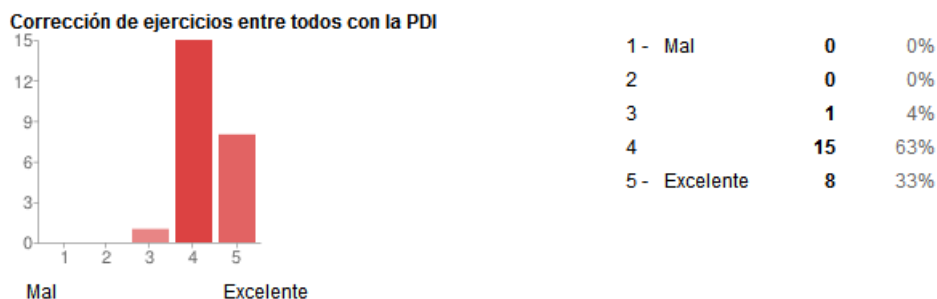 Corrección de ejercicios entre todos con la PDI
15
12
9
6
3
0
1 2 3 4 5
Mal Excelente
1 - Mal 0 0%
2 0 0%
3 1 4%
4 15 63%
5 - Excelente 8 33%